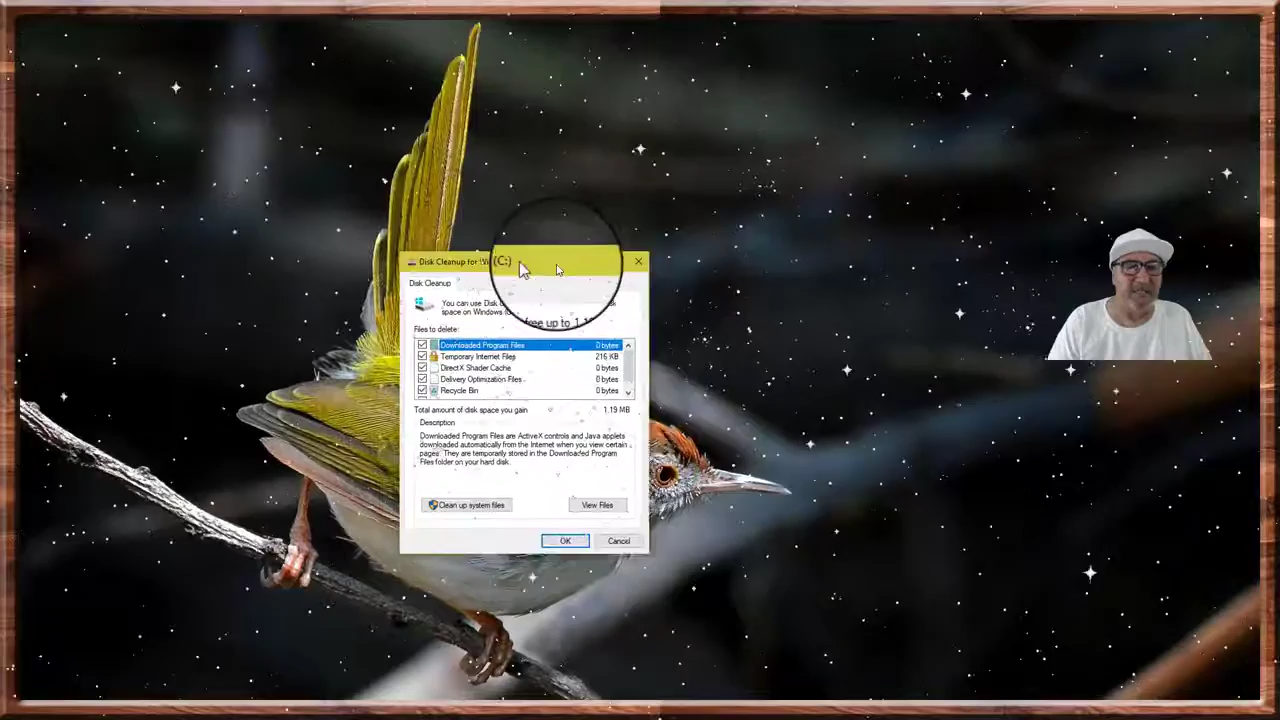 Disk Cleanup for (C:)
Disk Cleanup
You can use Disk
space on Windows
free up to
Files to delete:
Downloaded Program Files 0 bytes
Temporary Internet Files 216 KB
DirectX Shader Cache 0 bytes
Delivery Optimization Files 0 bytes
Recycle Bin 0 bytes
Total amount of disk space you gain 1.19 MB
Description
Downloaded Program Files are ActiveX controls and Java applets
downloaded automatically from the Internet when you view certain
pages. They are temporarily stored in the Downloaded Program
Files folder on your hard disk.
Clean up system files View Files
OK Cancel